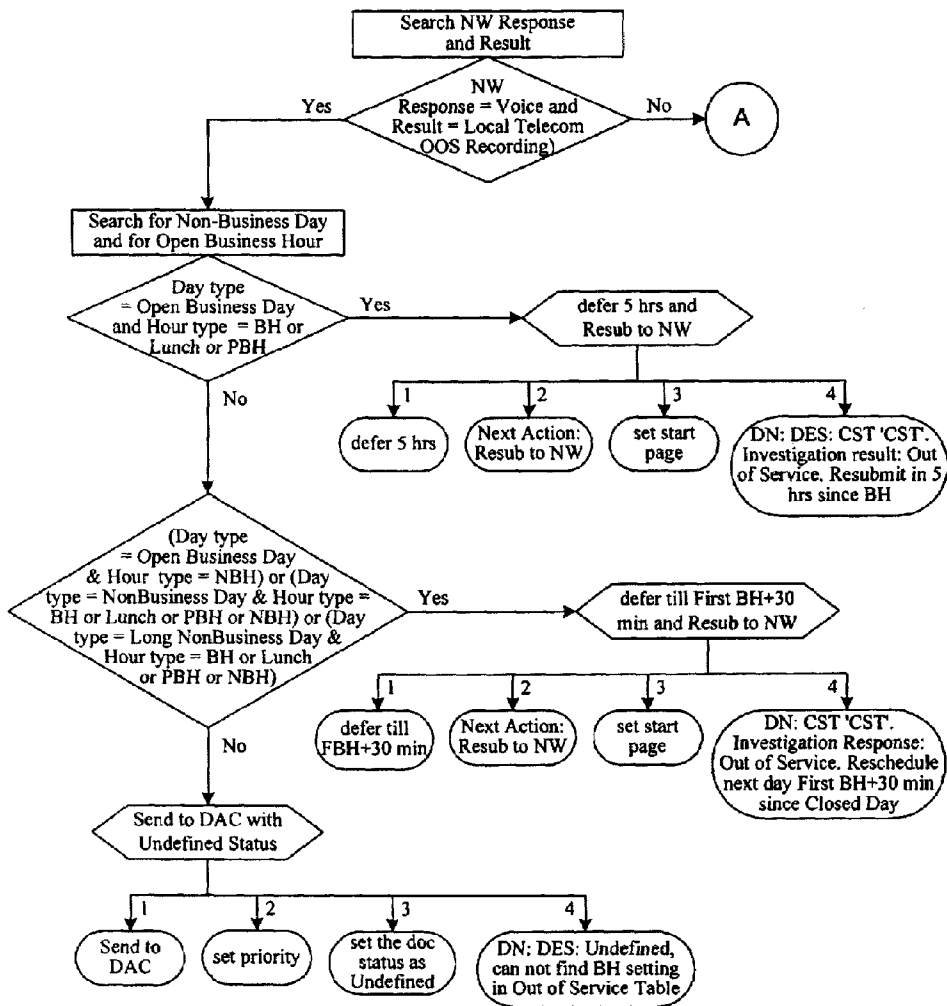 Search NW Response
and Result
NW
Response = Voice and
Result = Local Telecom
OOS Recording)
Yes
No
A
Search for Non-Business Day
and for Open Business Hour
Day type
= Open Business Day
and Hour type = BH or
Lunch or PBH
Yes
defer 5 hrs and
Resub to NW
No
1
2
3
4
defer 5 hrs
Next Action:
Resub to NW
set start
page
DN: DES: CST 'CST'.
Investigation result: Out
of Service. Resubmit in 5
hrs since BH
(Day type
= Open Business Day
& Hour type = NBH) or (Day
type = NonBusiness Day & Hour type =
BH or Lunch or PBH or NBH) or (Day
type = Long NonBusiness Day &
Hour type = BH or Lunch
or PBH or NBH)
Yes
defer till First BH+30
min and Resub to NW
No
1
2
3
4
defer till
FBH+30 min
Next Action:
Resub to NW
set start
page
DN: CST 'CST'.
Investigation Response:
Out of Service. Reschedule
next day First BH+30 min
since Closed Day
Send to DAC with
Undefined Status
1
2
3
4
Send to
DAC
set priority
set the doc
status as
Undefined
DN: DES: Undefined,
can not find BH setting
in Out of Service Table